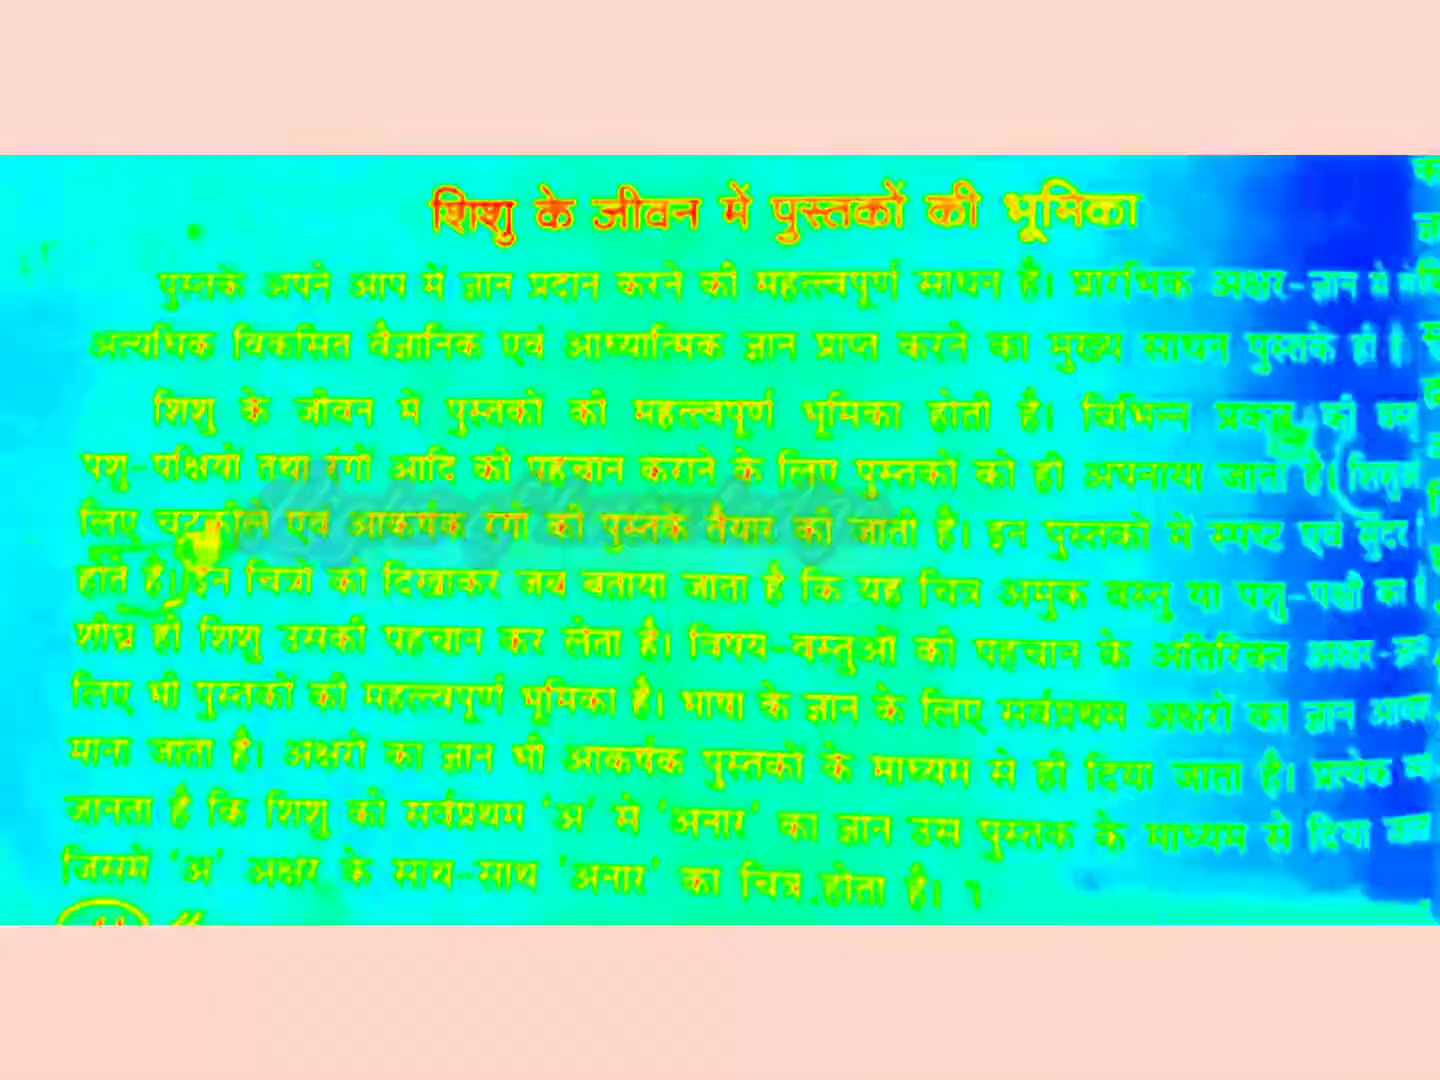 शिशु के जीवन में पुस्तकों की भूमिका
पुस्तकें अपने आप में ज्ञान प्रदान करने की महत्त्वपूर्ण साधन हैं। प्रारंभिक अक्षर-ज्ञान से
अत्यधिक विकसित वैज्ञानिक एवं आध्यात्मिक ज्ञान प्राप्त करने का मुख्य साधन पुस्तकें ही हैं
शिशु के जीवन में पुस्तकों की महत्त्वपूर्ण भूमिका होती है। विभिन्न प्रकार की
पशु-पक्षियों तथा रंगों आदि की पहचान कराने के लिए पुस्तकों को ही अपनाया जाता है।
लिए चटकीले एवं आकर्षक रंगों की पुस्तकें तैयार की जाती हैं। इन पुस्तकों में स्पष्ट एवं सुंदर
होते हैं। इन चित्रों को दिखाकर जब बताया जाता है कि यह चित्र अमुक वस्तु या पशु-पक्षी का
शीघ्र ही शिशु उसकी पहचान कर लेता है। विषय-वस्तुओं की पहचान के अतिरिक्त
लिए भी पुस्तकों की महत्त्वपूर्ण भूमिका है। भाषा के ज्ञान के लिए सर्वप्रथम अक्षरों का ज्ञान
माना जाता है। अक्षरों का ज्ञान भी आकर्षक पुस्तकों के माध्यम से ही दिया जाता है। प्रत्येक
जानता है कि शिशु को सर्वप्रथम 'अ' से 'अनार' का ज्ञान उस पुस्तक के माध्यम से दिया
जिसमें 'अ' अक्षर के साथ-साथ 'अनार' का चित्र होता है।